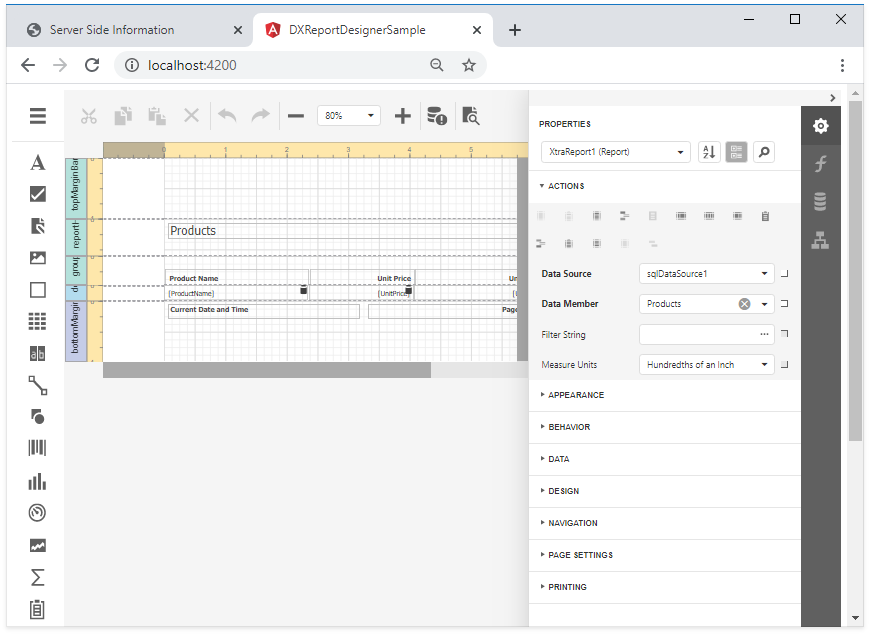 Server Side Information
DXReportDesignerSample
localhost:4200
80%
PROPERTIES
XtraReport1 (Report)
ACTIONS
Data Source
sqlDataSource1
Data Member
Products
Filter String
Measure Units
Hundredths of an Inch
APPEARANCE
BEHAVIOR
DATA
DESIGN
NAVIGATION
PAGE SETTINGS
PRINTING
0 1 2 3 4 5
topMarginBar
reportH
group
de
bottomMargin
Products
Product Name
Unit Price
Un
[ProductName]
[UnitPrice]
Current Date and Time
Page